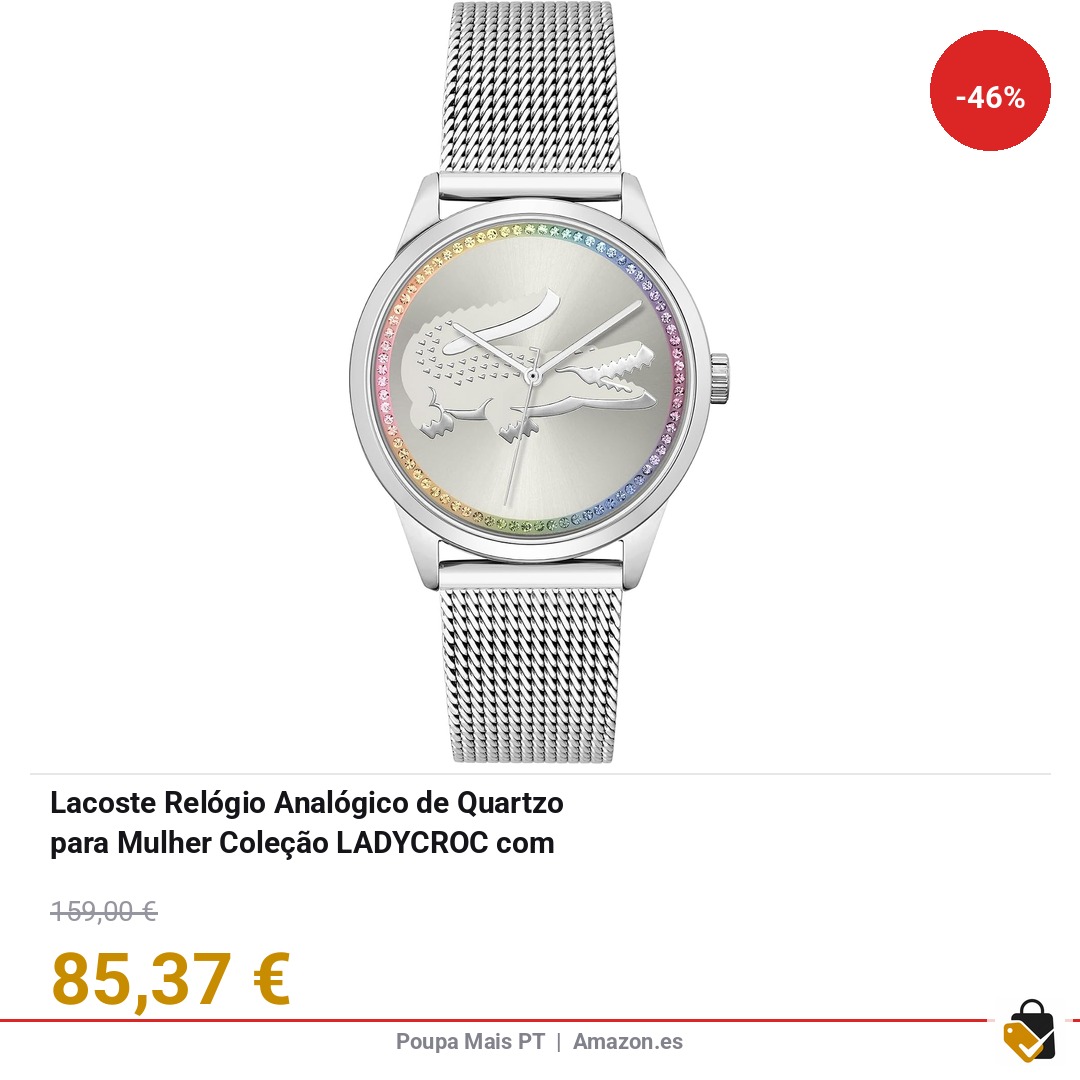 -46%
Lacoste Relógio Analógico de Quartzo
para Mulher Coleção LADYCROC com
159,00 €
85,37 €
Poupa Mais PT | Amazon.es